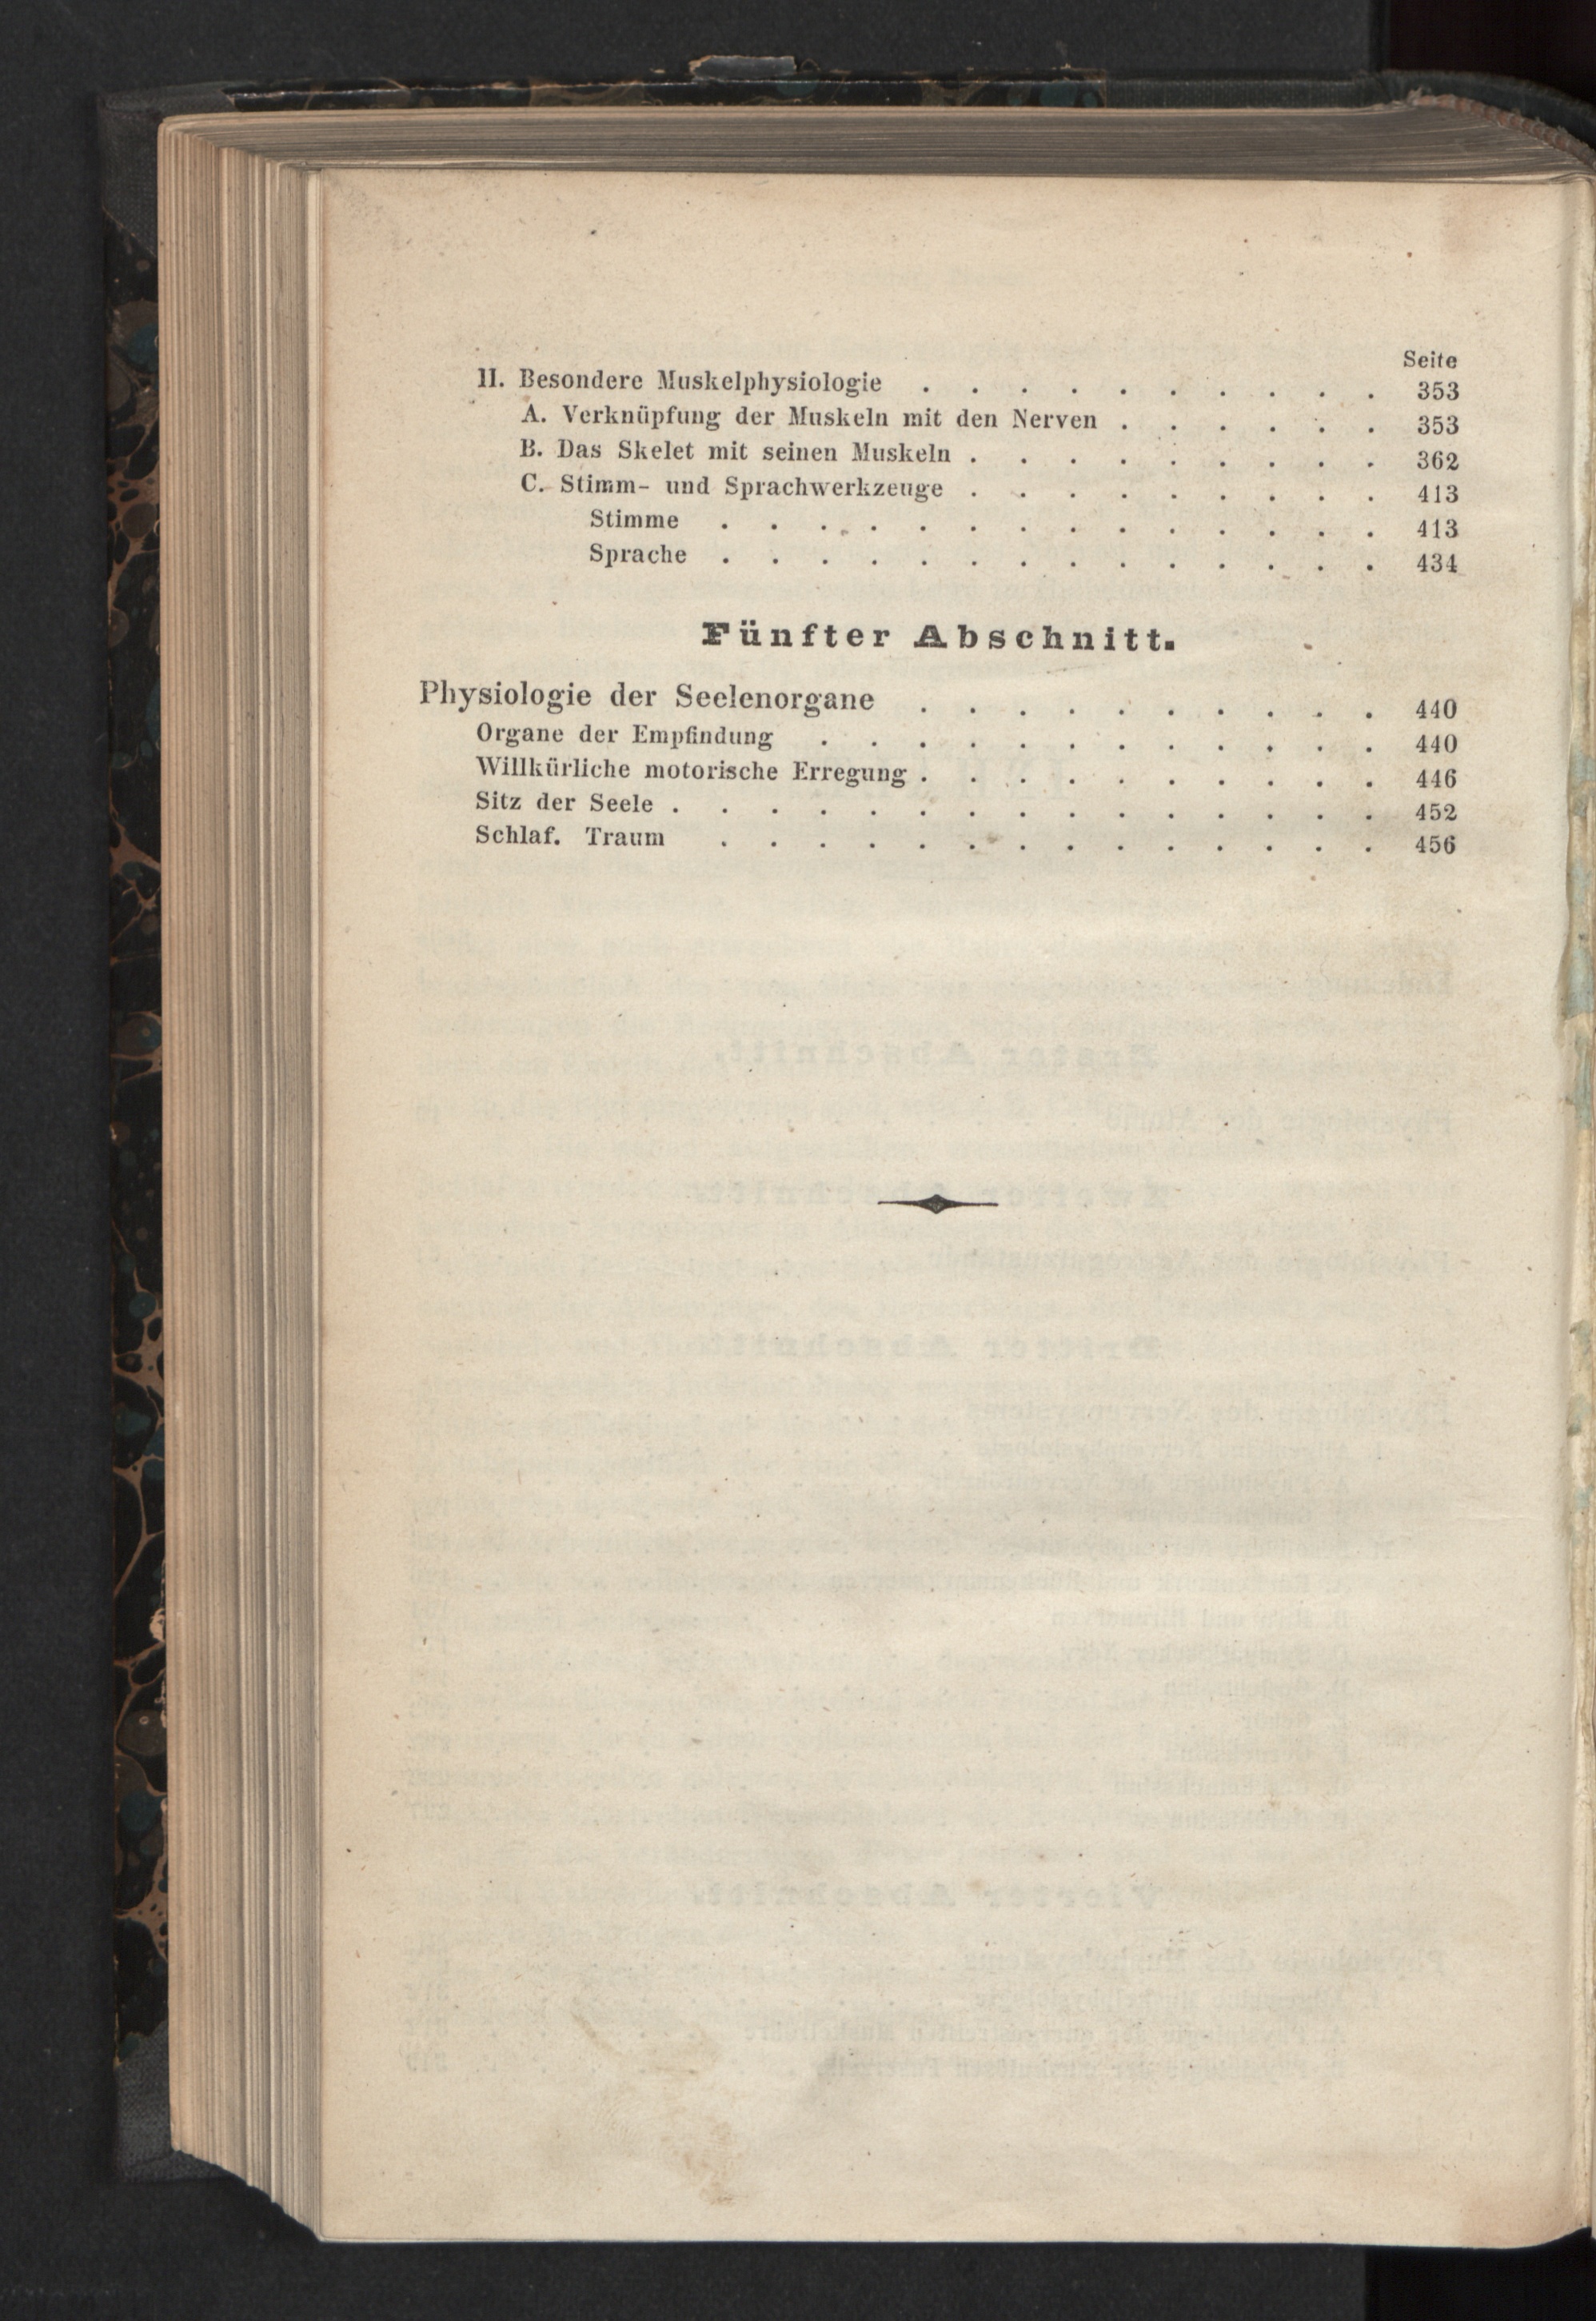 Seite
II. Besondere Muskelphysiologie . . . . . . . . . . 353
A. Verknüpfung der Muskeln mit den Nerven . . . . . . 353
B. Das Skelet mit seinen Muskeln . . . . . . . . . 362
C. Stimm- und Sprachwerkzeuge . . . . . . . . . 413
Stimme . . . . . . . . . . . . . . 413
Sprache . . . . . . . . . . . . . . 434
Fünfter Abschnitt.
Physiologie der Seelenorgane . . . . . . . . . . 440
Organe der Empfindung . . . . . . . . . . . . 440
Willkürliche motorische Erregung . . . . . . . . . . 446
Sitz der Seele . . . . . . . . . . . . . . . 452
Schlaf. Traum . . . . . . . . . . . . . . 456